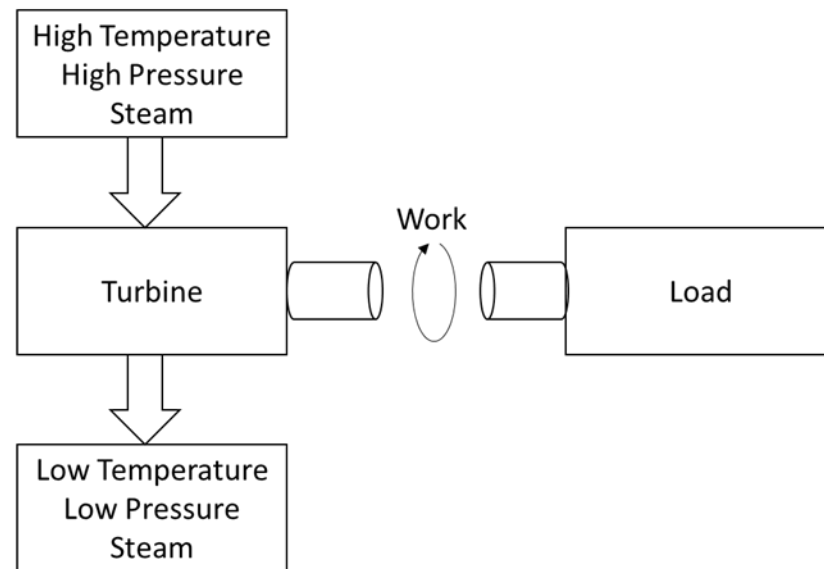 High Temperature
High Pressure
Steam
Work
Turbine
Load
Low Temperature
Low Pressure
Steam